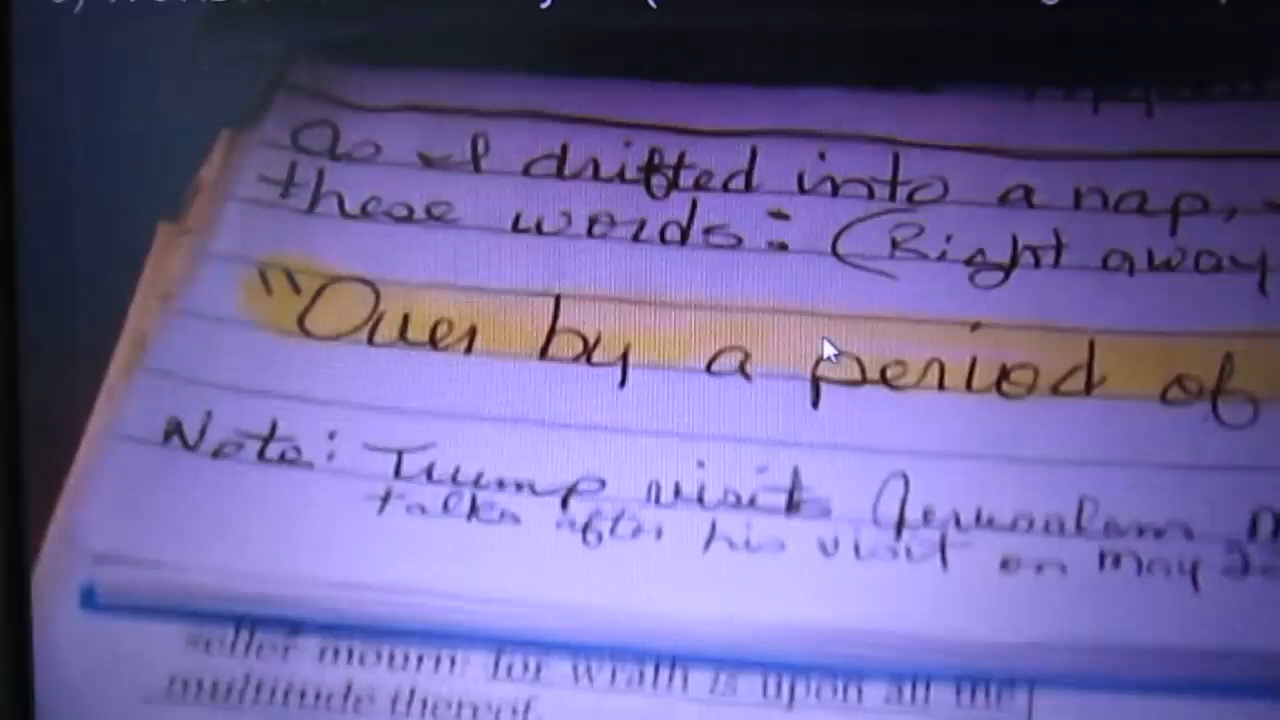 As I drifted into a nap,
these words: (Right away
"Over by a period of
Note: Trump visits Jerusalem
talks after his visit on May
seller mourn: for wrath is upon all the
multitude thereof.